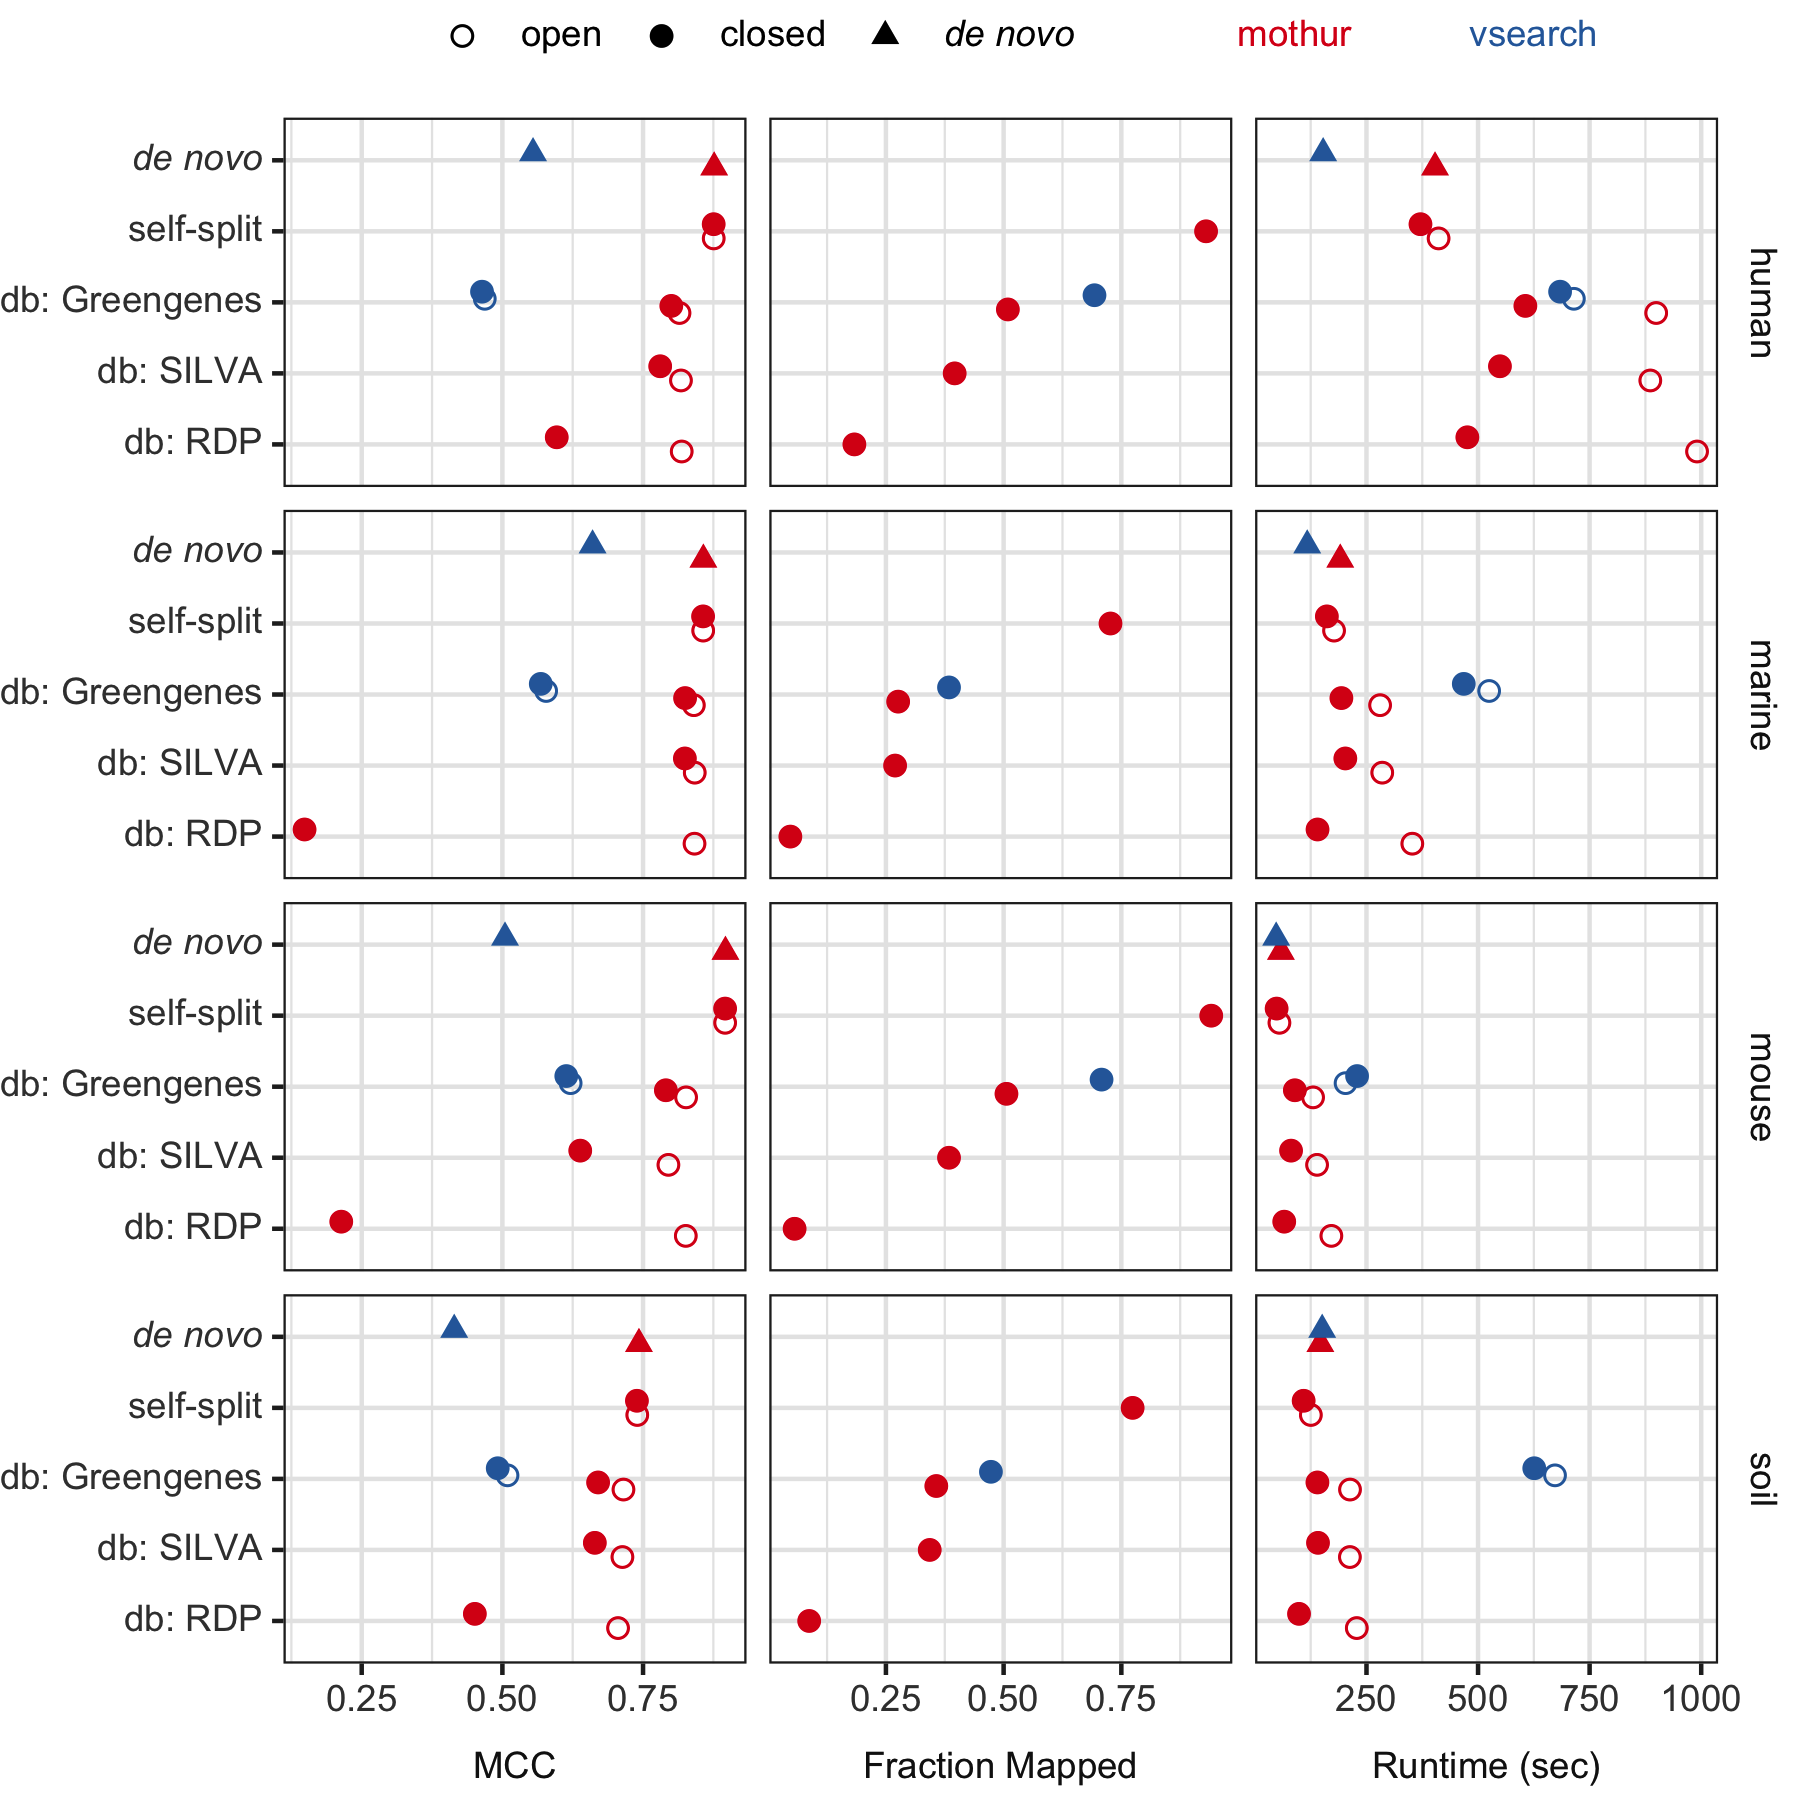 open closed de novo mothur vsearch
de novo
self-split
db: Greengenes
db: SILVA
db: RDP
human
de novo
self-split
db: Greengenes
db: SILVA
db: RDP
marine
de novo
self-split
db: Greengenes
db: SILVA
db: RDP
mouse
de novo
self-split
db: Greengenes
db: SILVA
db: RDP
soil
0.25 0.50 0.75 0.25 0.50 0.75 250 500 750 1000
MCC Fraction Mapped Runtime (sec)